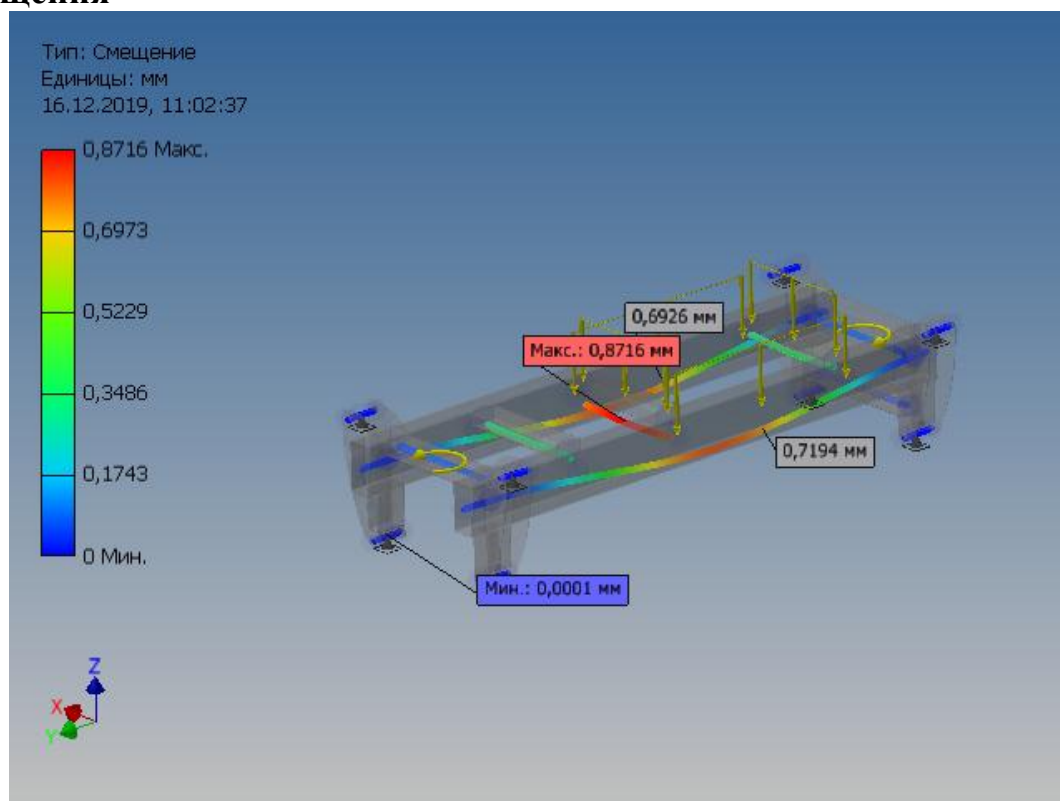 щения
Тип: Смещение
Единицы: мм
16.12.2019, 11:02:37
0,8716 Макс.
0,6973
0,5229
0,3486
0,1743
0 Мин.
0,6926 мм
Макс.: 0,8716 мм
0,7194 мм
Мин.: 0,0001 мм
Z
X
Y